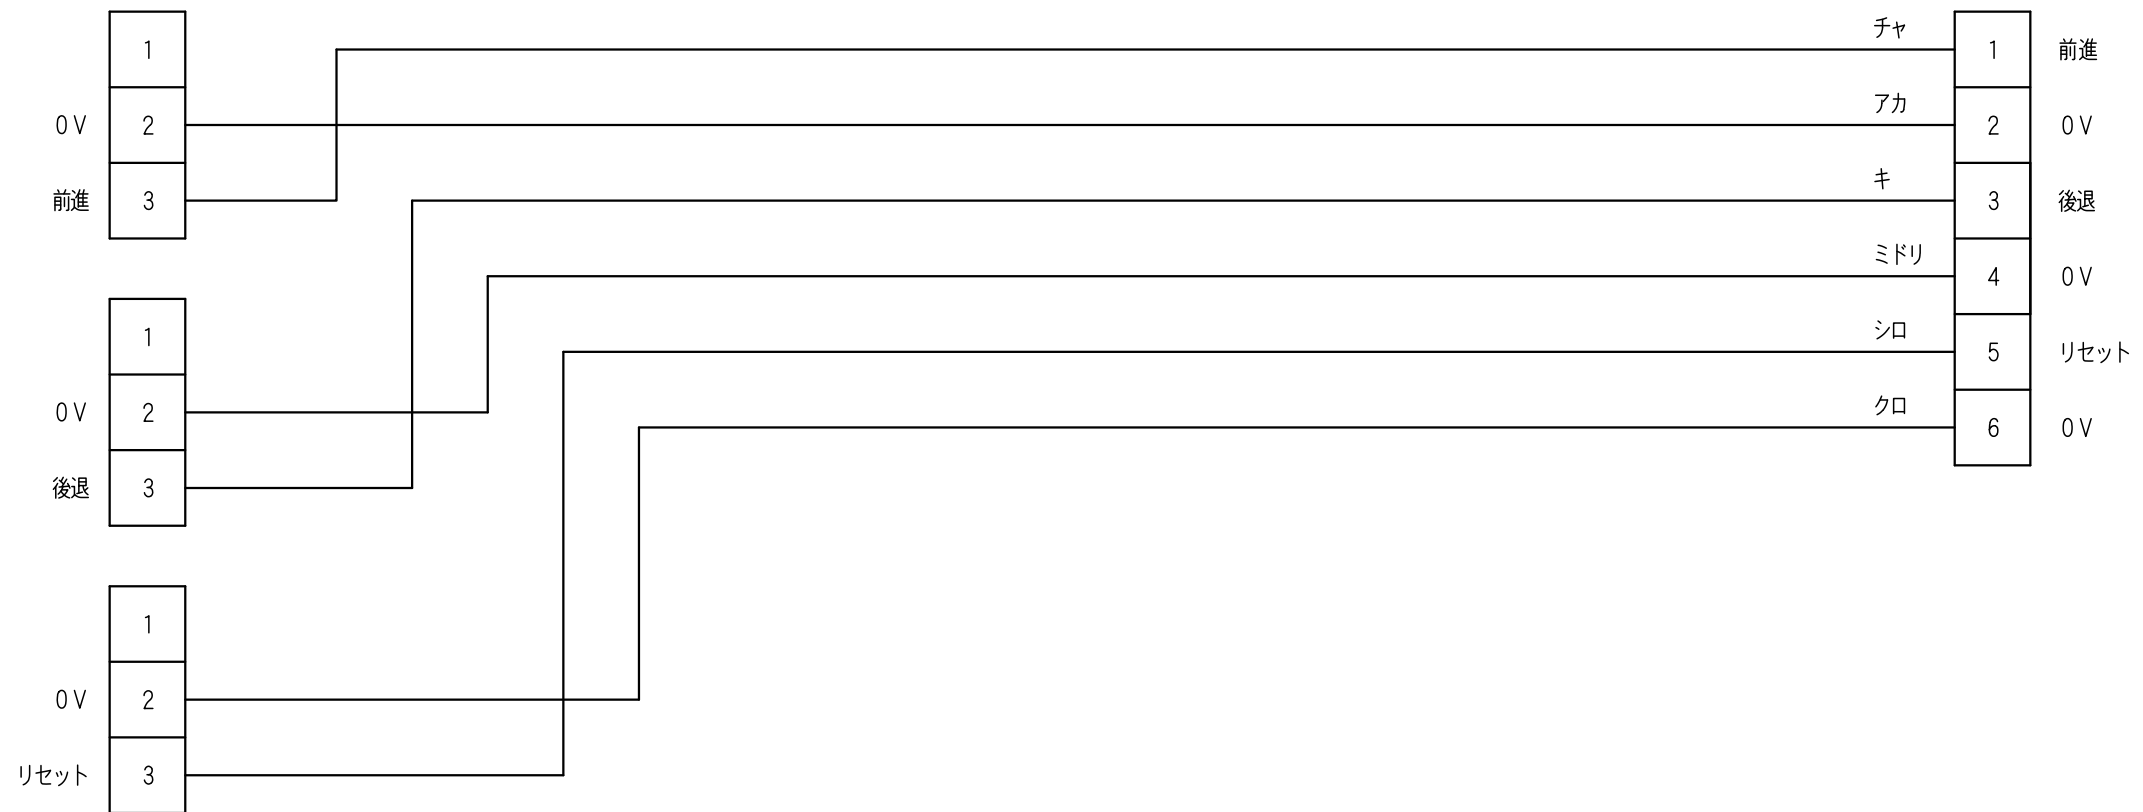 チャ
1 1 前進
アカ
0V 2 2 0V
キ
前進 3 3 後退
ミドリ
4 0V
1
シロ
5 リセット
クロ
0V 2
6 0V
後退 3
1
0V 2
リセット 3